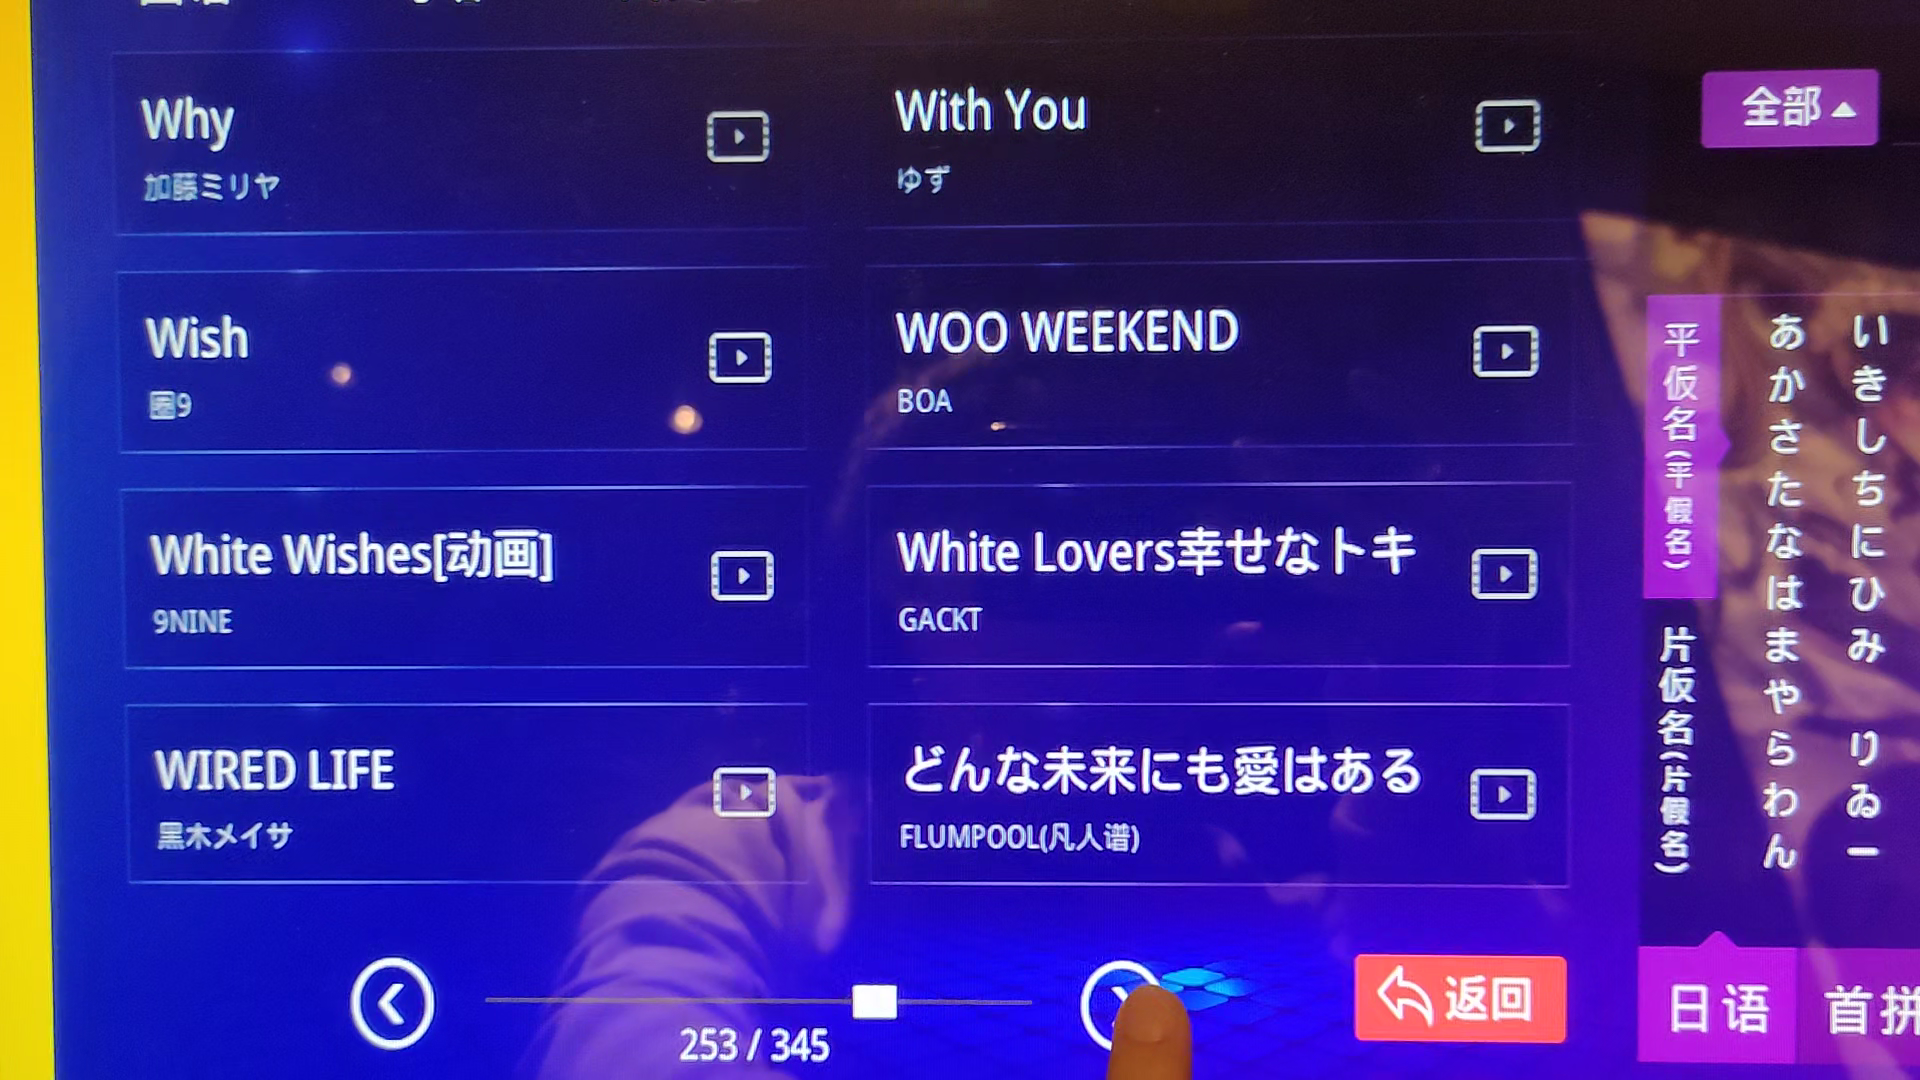 Why
加藤ミリヤ
With You
ゆず
Wish
圏9
WOO WEEKEND
BOA
White Wishes[动画]
9NINE
White Lovers幸せなトキ
GACKT
WIRED LIFE
黒木メイサ
どんな未来にも愛はある
FLUMPOOL(凡人谱)
253 / 345
返回
全部
平仮名(平假名)
片仮名(片假名)
あかさたなはまやらわん
いきしちにひみ りゐー
日语
首拼